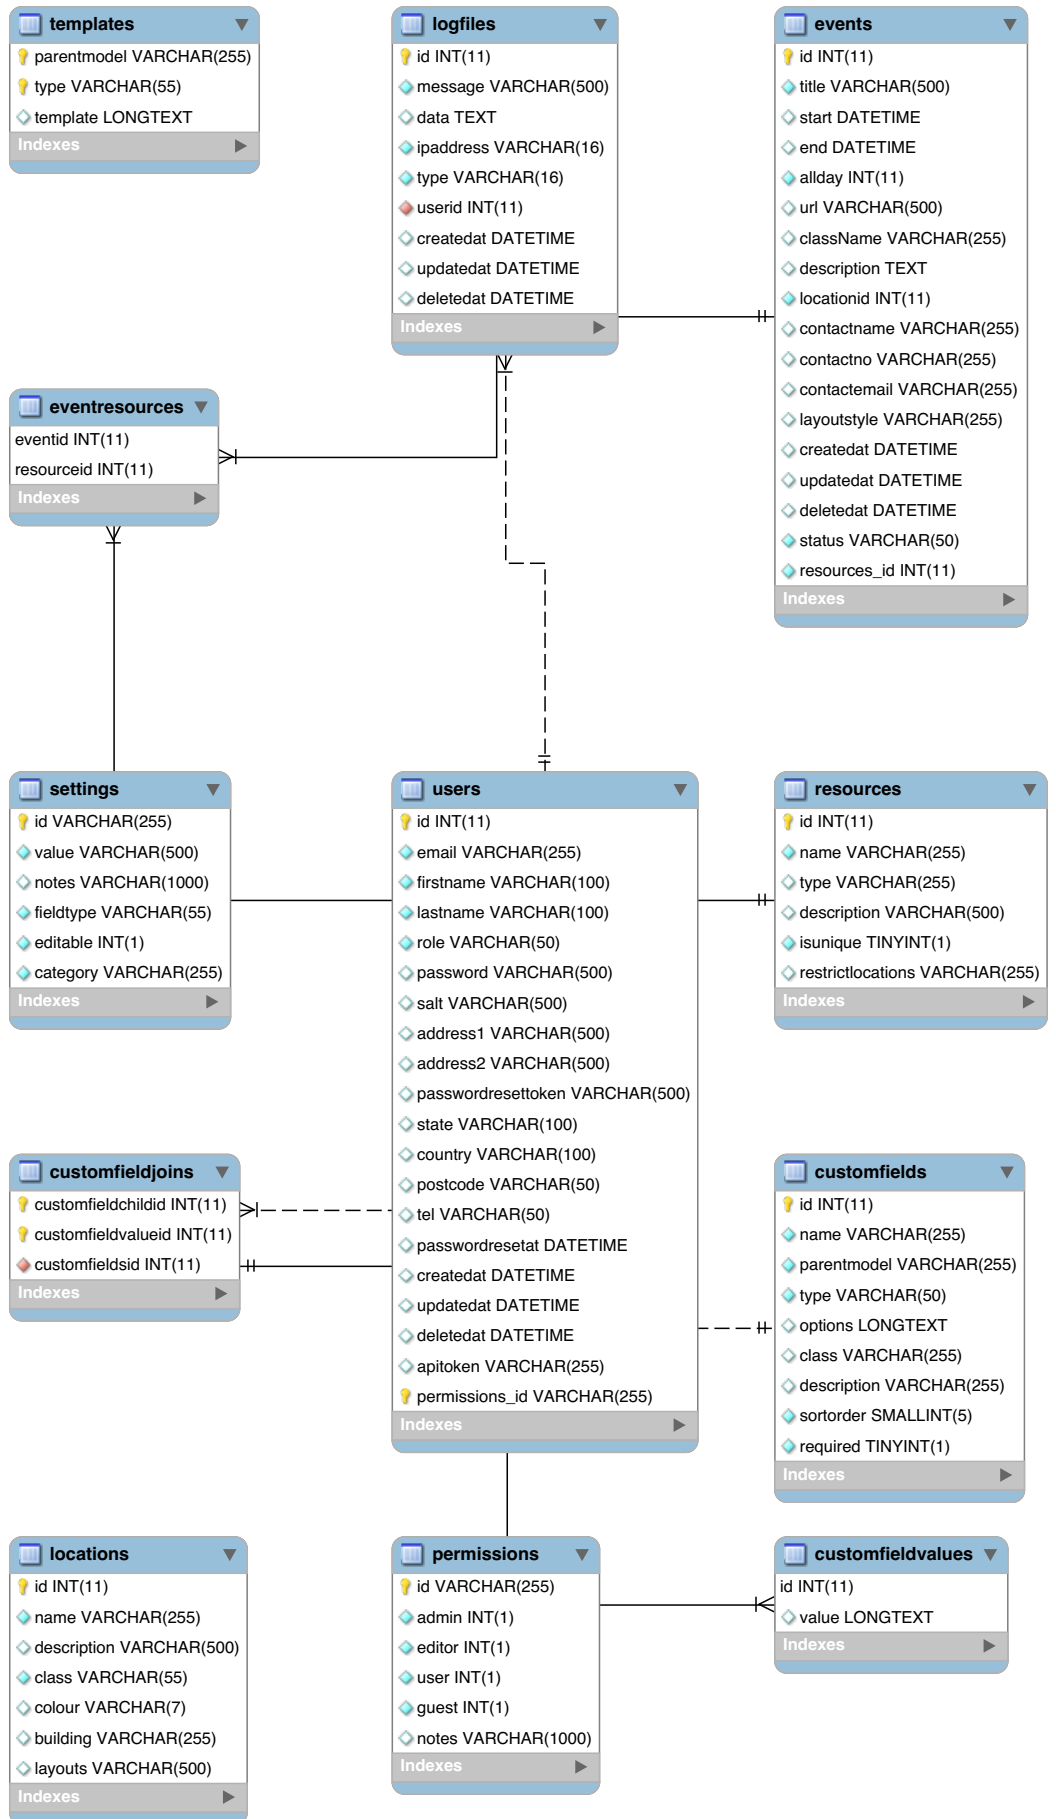 templates
parentmodel VARCHAR(255)
type VARCHAR(55)
template LONGTEXT
Indexes
logfiles
id INT(11)
message VARCHAR(500)
data TEXT
ipaddress VARCHAR(16)
type VARCHAR(16)
userid INT(11)
createdat DATETIME
updatedat DATETIME
deletedat DATETIME
Indexes
events
id INT(11)
title VARCHAR(500)
start DATETIME
end DATETIME
allday INT(11)
url VARCHAR(500)
className VARCHAR(255)
description TEXT
locationid INT(11)
contactname VARCHAR(255)
contactno VARCHAR(255)
contactemail VARCHAR(255)
layoutstyle VARCHAR(255)
createdat DATETIME
updatedat DATETIME
deletedat DATETIME
status VARCHAR(50)
resources_id INT(11)
Indexes
eventresources
eventid INT(11)
resourceid INT(11)
Indexes
settings
id VARCHAR(255)
value VARCHAR(500)
notes VARCHAR(1000)
fieldtype VARCHAR(55)
editable INT(1)
category VARCHAR(255)
Indexes
users
id INT(11)
email VARCHAR(255)
firstname VARCHAR(100)
lastname VARCHAR(100)
role VARCHAR(50)
password VARCHAR(500)
salt VARCHAR(500)
address1 VARCHAR(500)
address2 VARCHAR(500)
passwordresettoken VARCHAR(500)
state VARCHAR(100)
country VARCHAR(100)
postcode VARCHAR(50)
tel VARCHAR(50)
passwordresetat DATETIME
createdat DATETIME
updatedat DATETIME
deletedat DATETIME
apitoken VARCHAR(255)
permissions_id VARCHAR(255)
Indexes
resources
id INT(11)
name VARCHAR(255)
type VARCHAR(255)
description VARCHAR(500)
isunique TINYINT(1)
restrictlocations VARCHAR(255)
Indexes
customfieldjoins
customfieldchildid INT(11)
customfieldvalueid INT(11)
customfieldsid INT(11)
Indexes
customfields
id INT(11)
name VARCHAR(255)
parentmodel VARCHAR(255)
type VARCHAR(50)
options LONGTEXT
class VARCHAR(255)
description VARCHAR(255)
sortorder SMALLINT(5)
required TINYINT(1)
Indexes
locations
id INT(11)
name VARCHAR(255)
description VARCHAR(500)
class VARCHAR(55)
colour VARCHAR(7)
building VARCHAR(255)
layouts VARCHAR(500)
Indexes
permissions
id VARCHAR(255)
admin INT(1)
editor INT(1)
user INT(1)
guest INT(1)
notes VARCHAR(1000)
Indexes
customfieldvalues
id INT(11)
value LONGTEXT
Indexes